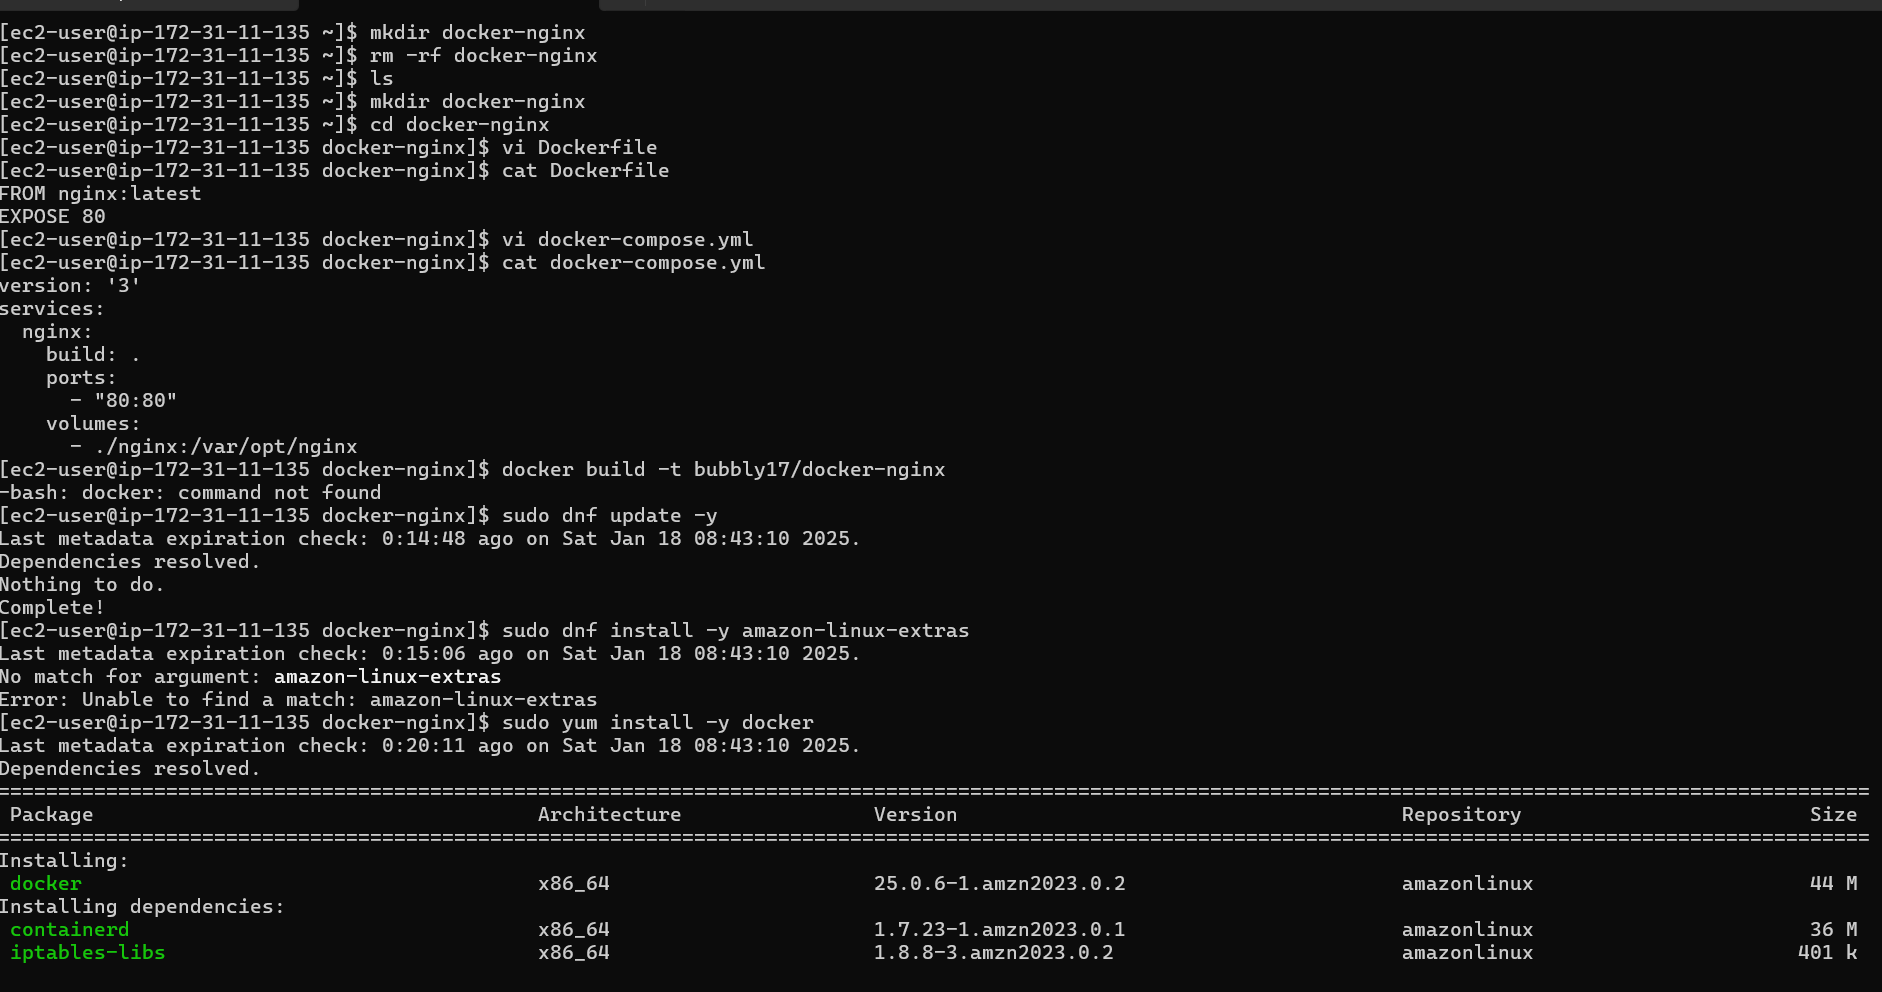 [ec2-user@ip-172-31-11-135 ~]$ mkdir docker-nginx
[ec2-user@ip-172-31-11-135 ~]$ rm -rf docker-nginx
[ec2-user@ip-172-31-11-135 ~]$ ls
[ec2-user@ip-172-31-11-135 ~]$ mkdir docker-nginx
[ec2-user@ip-172-31-11-135 ~]$ cd docker-nginx
[ec2-user@ip-172-31-11-135 docker-nginx]$ vi Dockerfile
[ec2-user@ip-172-31-11-135 docker-nginx]$ cat Dockerfile
FROM nginx:latest
EXPOSE 80
[ec2-user@ip-172-31-11-135 docker-nginx]$ vi docker-compose.yml
[ec2-user@ip-172-31-11-135 docker-nginx]$ cat docker-compose.yml
version: '3'
services:
  nginx:
    build: .
    ports:
      - "80:80"
    volumes:
      - ./nginx:/var/opt/nginx
[ec2-user@ip-172-31-11-135 docker-nginx]$ docker build -t bubbly17/docker-nginx
-bash: docker: command not found
[ec2-user@ip-172-31-11-135 docker-nginx]$ sudo dnf update -y
Last metadata expiration check: 0:14:48 ago on Sat Jan 18 08:43:10 2025.
Dependencies resolved.
Nothing to do.
Complete!
[ec2-user@ip-172-31-11-135 docker-nginx]$ sudo dnf install -y amazon-linux-extras
Last metadata expiration check: 0:15:06 ago on Sat Jan 18 08:43:10 2025.
No match for argument: amazon-linux-extras
Error: Unable to find a match: amazon-linux-extras
[ec2-user@ip-172-31-11-135 docker-nginx]$ sudo yum install -y docker
Last metadata expiration check: 0:20:11 ago on Sat Jan 18 08:43:10 2025.
Dependencies resolved.
Package Architecture Version Repository Size
Installing:
docker x86_64 25.0.6-1.amzn2023.0.2 amazonlinux 44 M
Installing dependencies:
containerd x86_64 1.7.23-1.amzn2023.0.1 amazonlinux 36 M
iptables-libs x86_64 1.8.8-3.amzn2023.0.2 amazonlinux 401 k